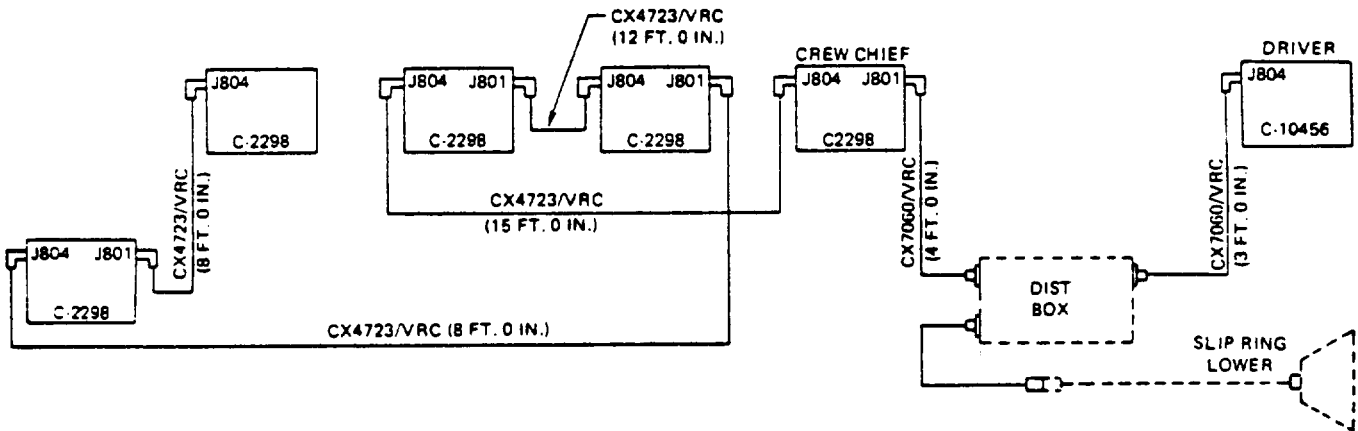 CX4723/VRC
(12 FT. 0 IN.)
J804
C-2298
J804 J801
C-2298
J804 J801
C-2298
CREW CHIEF
J804 J801
C2298
DRIVER
J804
C-10456
CX4723/VRC
(8 FT. 0 IN.)
CX4723/VRC
(15 FT. 0 IN.)
CX7060/VRC
(4 FT. 0 IN.)
CX7060/VRC
(3 FT. 0 IN.)
J804 J801
C-2298
DIST
BOX
CX4723/VRC (8 FT. 0 IN.)
SLIP RING
LOWER